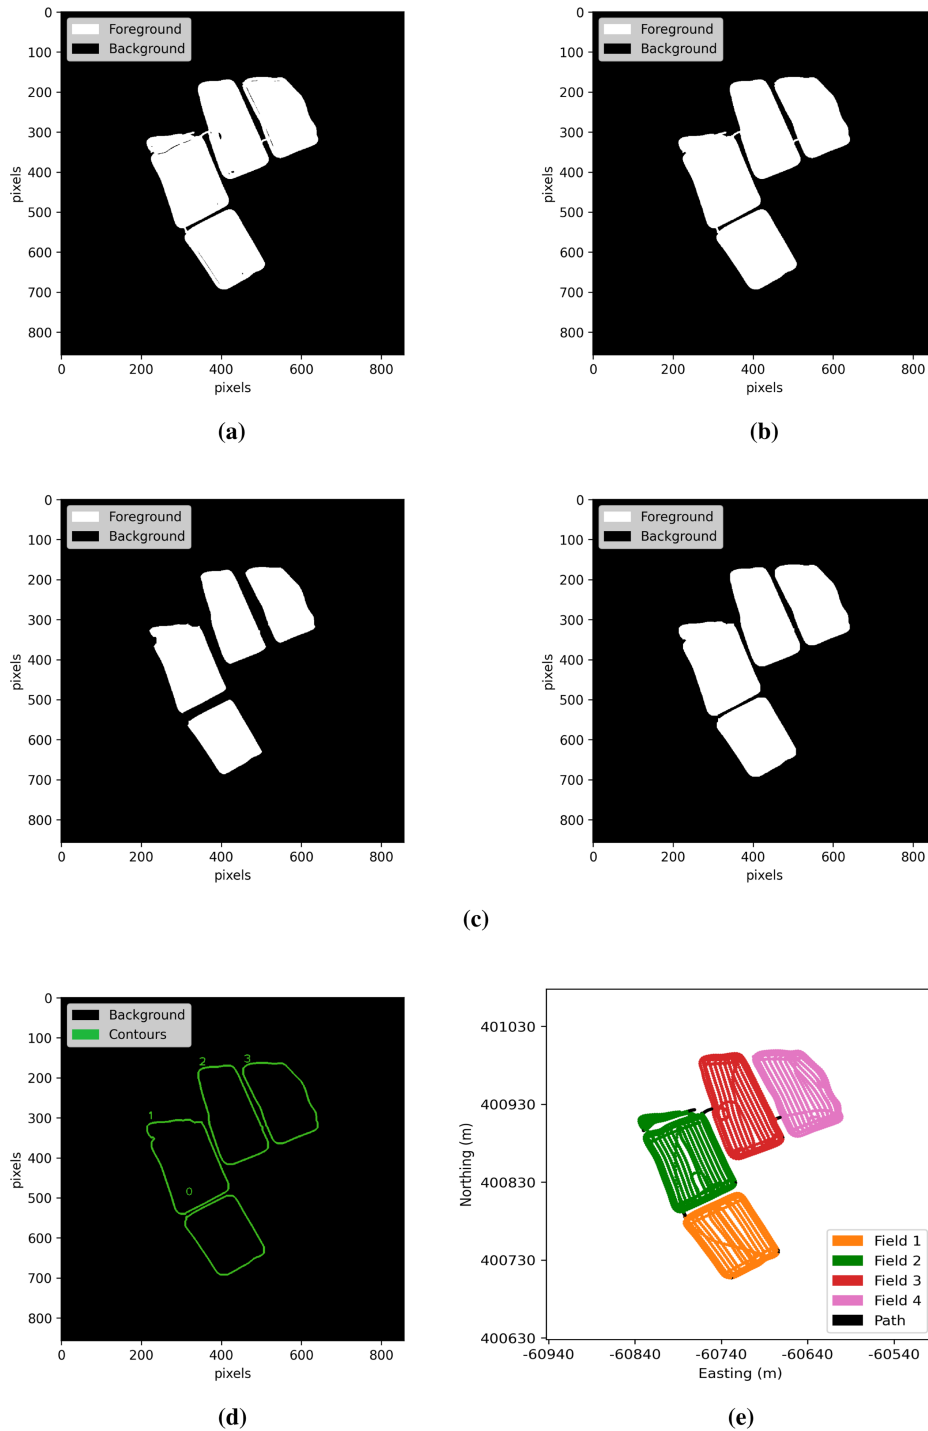 0
100
200
300
400
500
600
700
800
pixels
Foreground
Background
0 200 400 600 800
pixels
(a)
0
100
200
300
400
500
600
700
800
pixels
Foreground
Background
0 200 400 600 800
pixels
(b)
0
100
200
300
400
500
600
700
800
pixels
Foreground
Background
0 200 400 600 800
pixels
0
100
200
300
400
500
600
700
800
pixels
Foreground
Background
0 200 400 600 800
pixels
(c)
0
100
200
300
400
500
600
700
800
pixels
Background
Contours
2
3
1
0
0 200 400 600 800
pixels
(d)
401030
400930
400830
400730
400630
Northing (m)
Field 1
Field 2
Field 3
Field 4
Path
-60940 -60840 -60740 -60640 -60540
Easting (m)
(e)